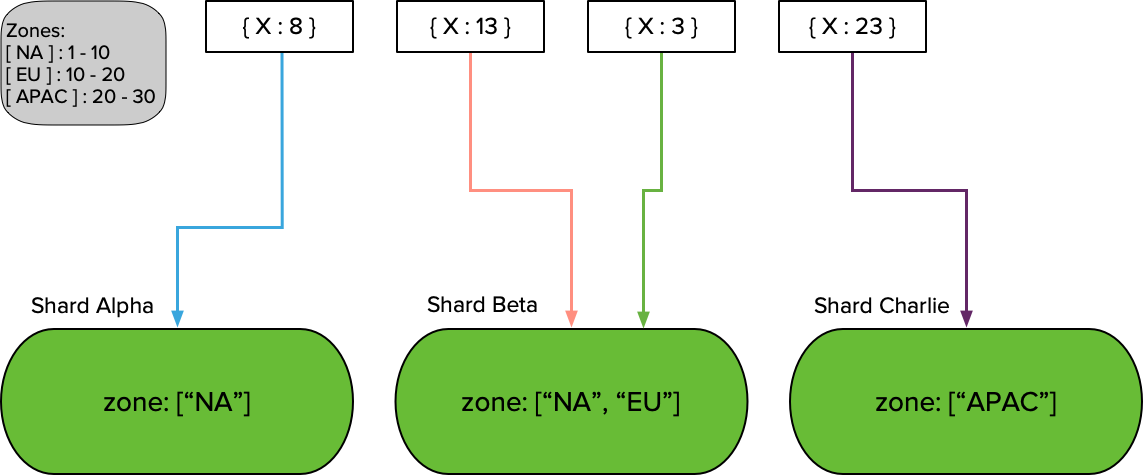 Zones:
[ NA ] : 1 - 10
[ EU ] : 10 - 20
[ APAC ] : 20 - 30
{ X : 8 }
{ X : 13 }
{ X : 3 }
{ X : 23 }
Shard Alpha
Shard Beta
Shard Charlie
zone: [“NA”]
zone: [“NA”, “EU”]
zone: [“APAC”]